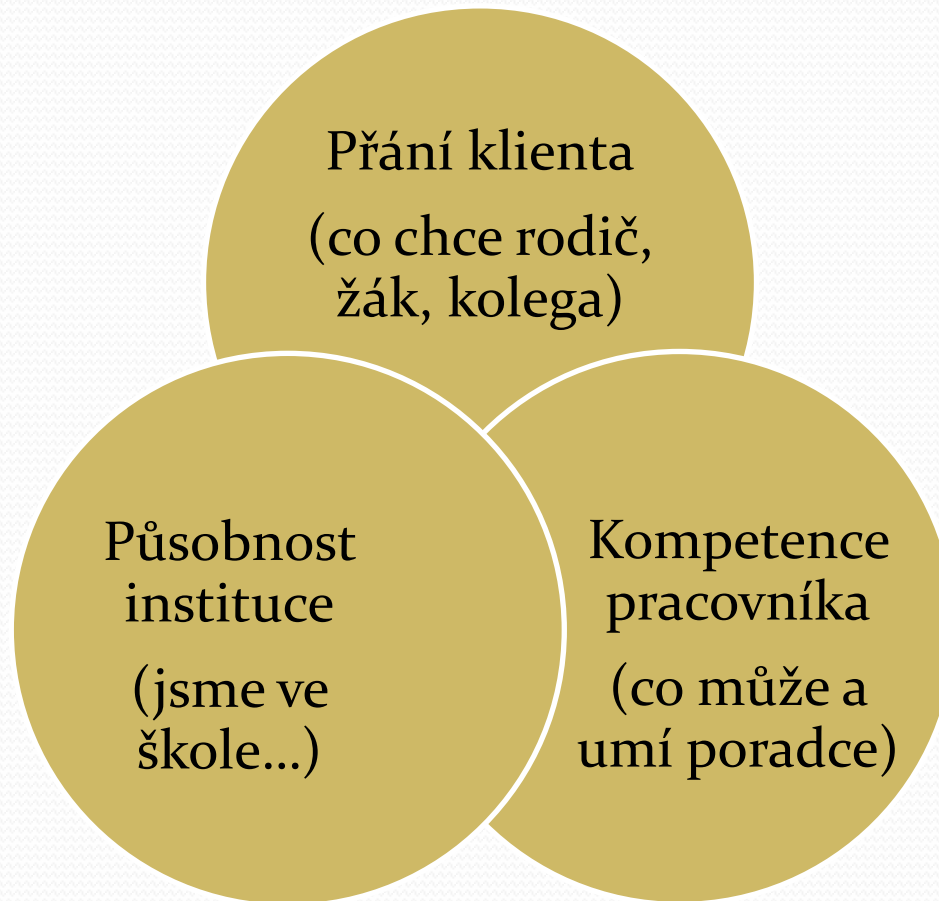 Přání klienta
(co chce rodič,
žák, kolega)
Působnost
instituce
(jsme ve
škole...)
Kompetence
pracovníka
(co může a
umí poradce)